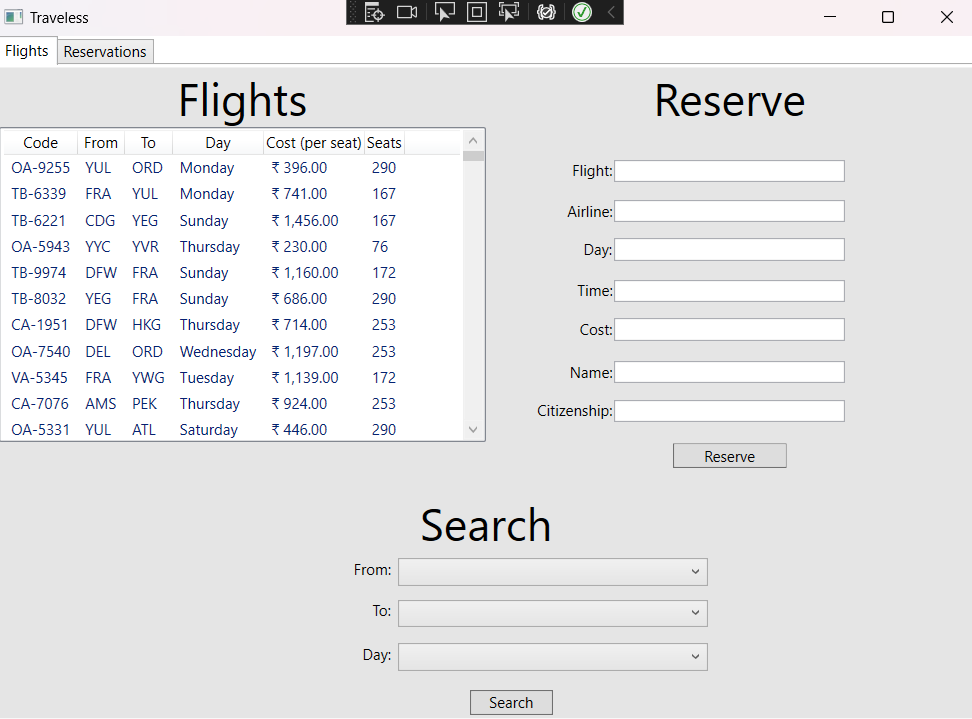 Traveless
Flights Reservations
Flights
Code From To Day Cost (per seat) Seats
OA-9255 YUL ORD Monday ₹ 396.00 290
TB-6339 FRA YUL Monday ₹ 741.00 167
TB-6221 CDG YEG Sunday ₹ 1,456.00 167
OA-5943 YYC YVR Thursday ₹ 230.00 76
TB-9974 DFW FRA Sunday ₹ 1,160.00 172
TB-8032 YEG FRA Sunday ₹ 686.00 290
CA-1951 DFW HKG Thursday ₹ 714.00 253
OA-7540 DEL ORD Wednesday ₹ 1,197.00 253
VA-5345 FRA YWG Tuesday ₹ 1,139.00 172
CA-7076 AMS PEK Thursday ₹ 924.00 253
OA-5331 YUL ATL Saturday ₹ 446.00 290
Reserve
Flight:
Airline:
Day:
Time:
Cost:
Name:
Citizenship:
Reserve
Search
From:
To:
Day:
Search